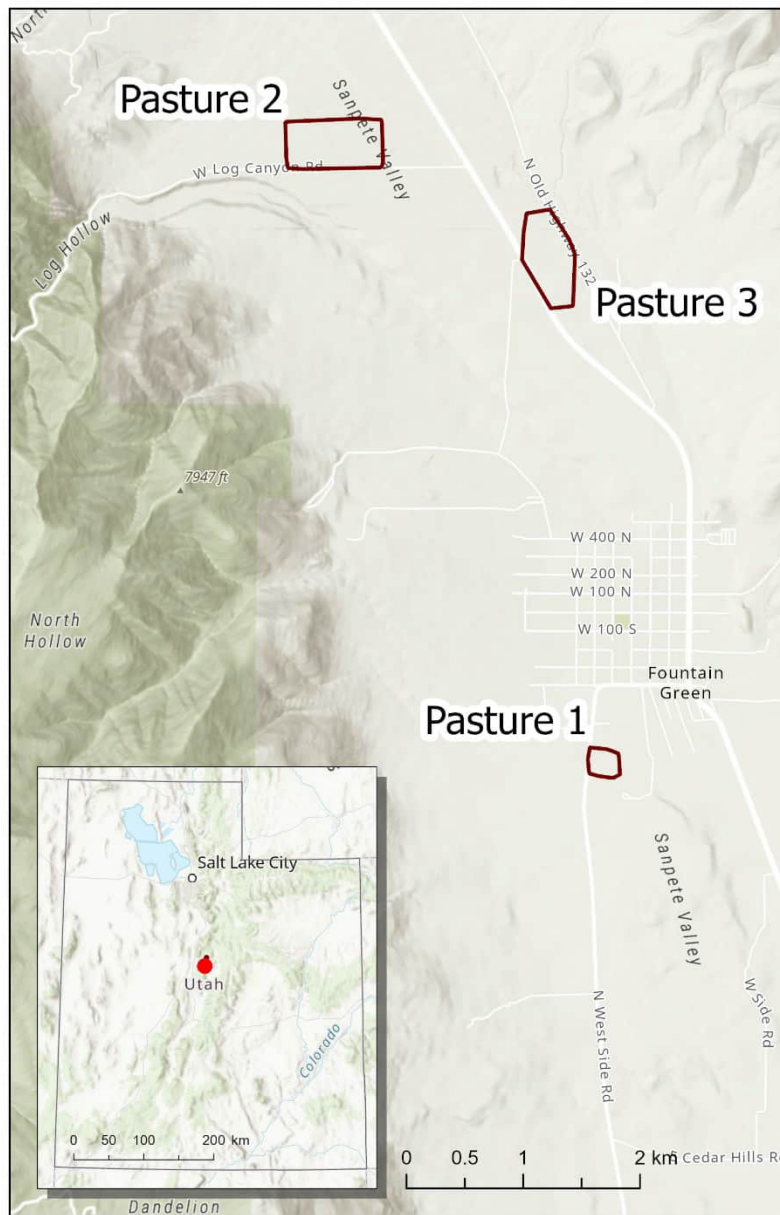 North
Pasture 2
Sanpete Valley
W Log Canyon Rd
N Old Highway 132
Log Hollow
Pasture 3
7947 ft
W 400 N
W 200 N
W 100 N
North
Hollow
W 100 S
Fountain
Green
Pasture 1
Salt Lake City
Sanpete Valley
Utah
N West Side Rd
W Side Rd
Colorado
0 50 100 200 km
0 0.5 1 2 km
Cedar Hills R
Dandelion